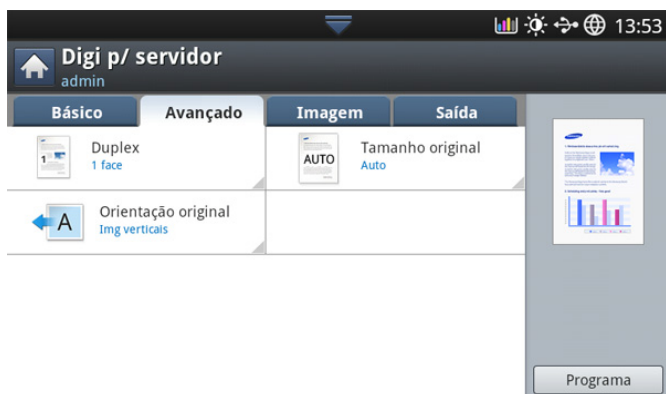 13:53
Digi p/ servidor
admin
Básico
Avançado
Imagem
Saída
Duplex
1 face
AUTO
Tamanho original
Auto
A
Orientação original
Img verticais
Programa